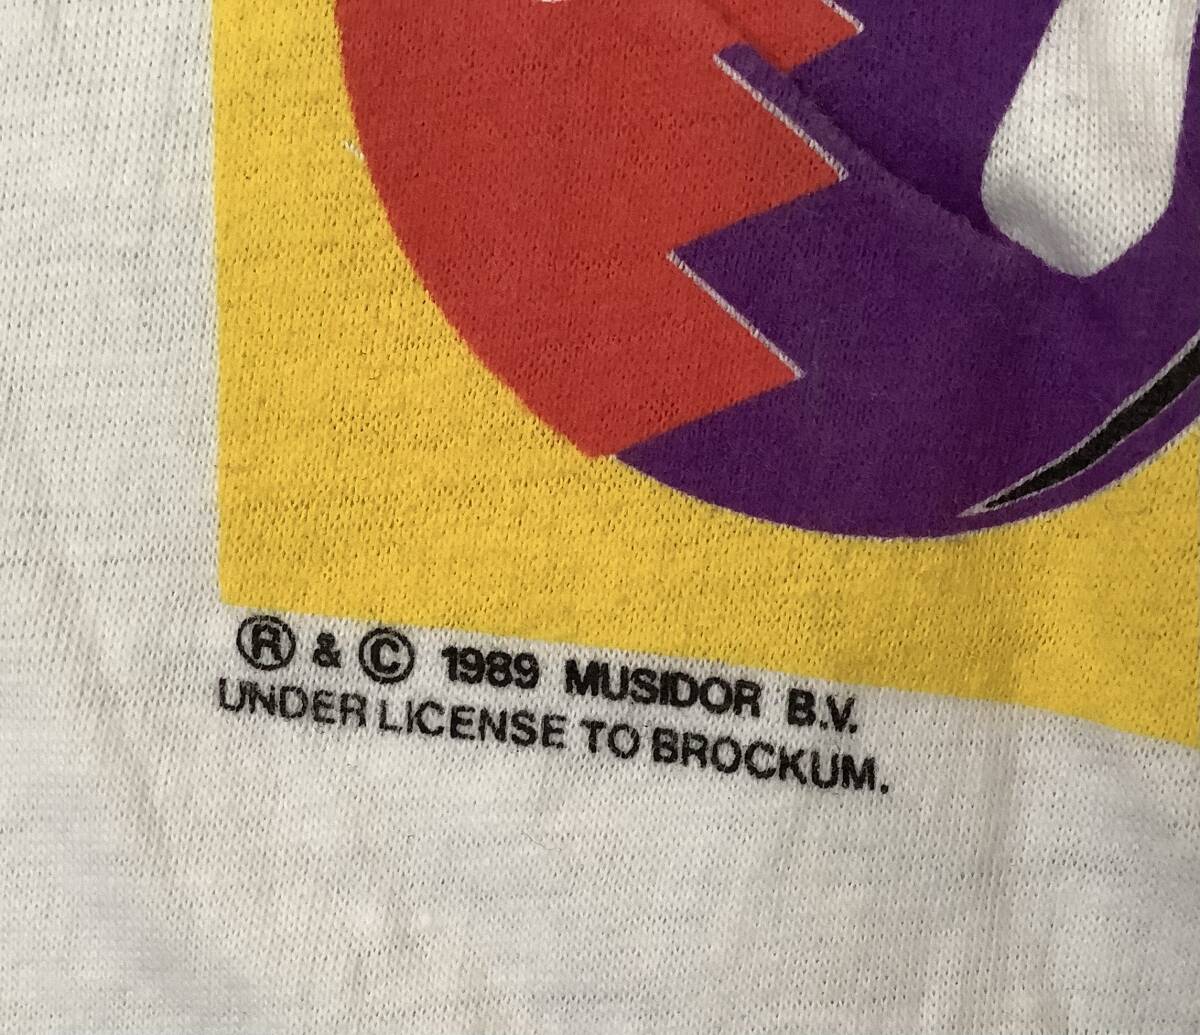 ® & © 1989 MUSIDOR B.V.
UNDER LICENSE TO BROCKUM.